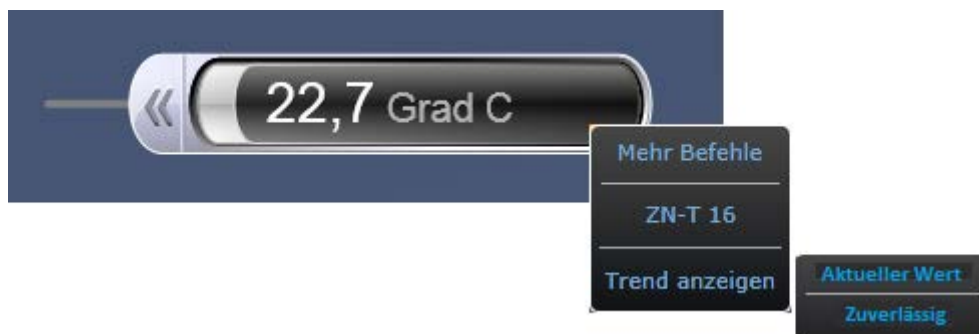 22,7 Grad C
Mehr Befehle
ZN-T 16
Trend anzeigen
Aktueller Wert
Zuverlässig